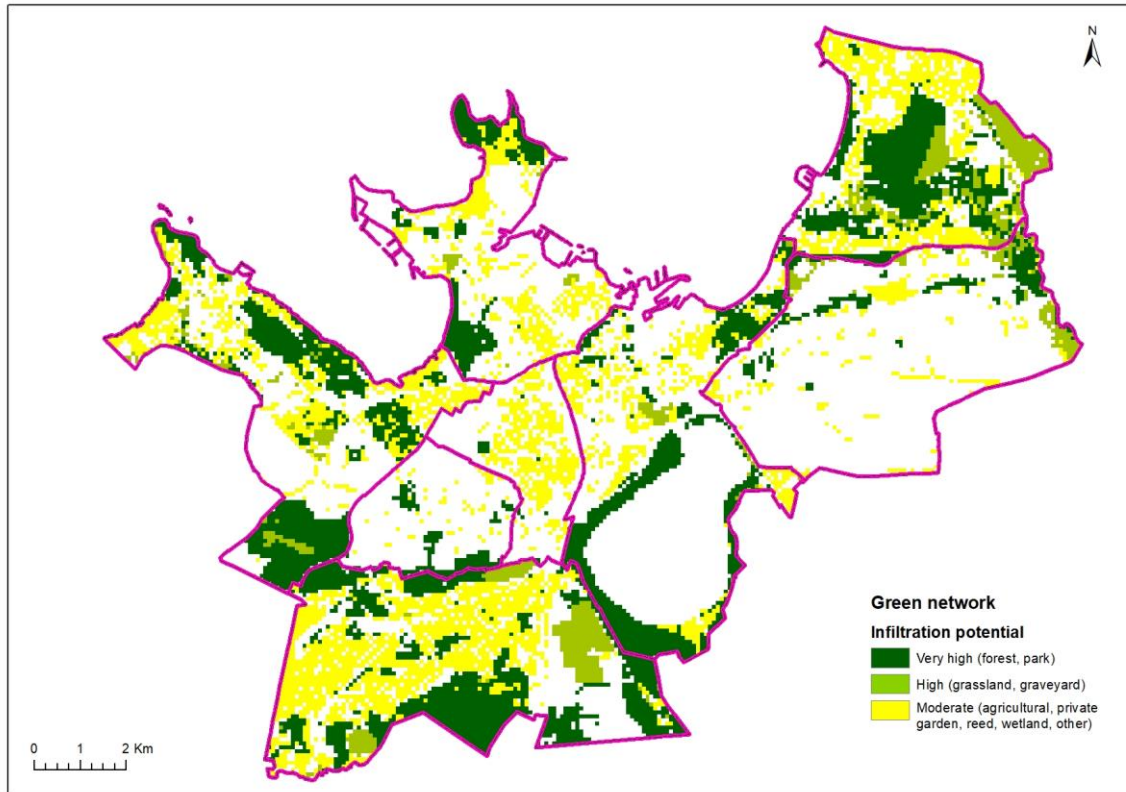 N
Green network
Infiltration potential
Very high (forest, park)
High (grassland, graveyard)
Moderate (agricultural, private
garden, reed, wetland, other)
0 1 2 Km